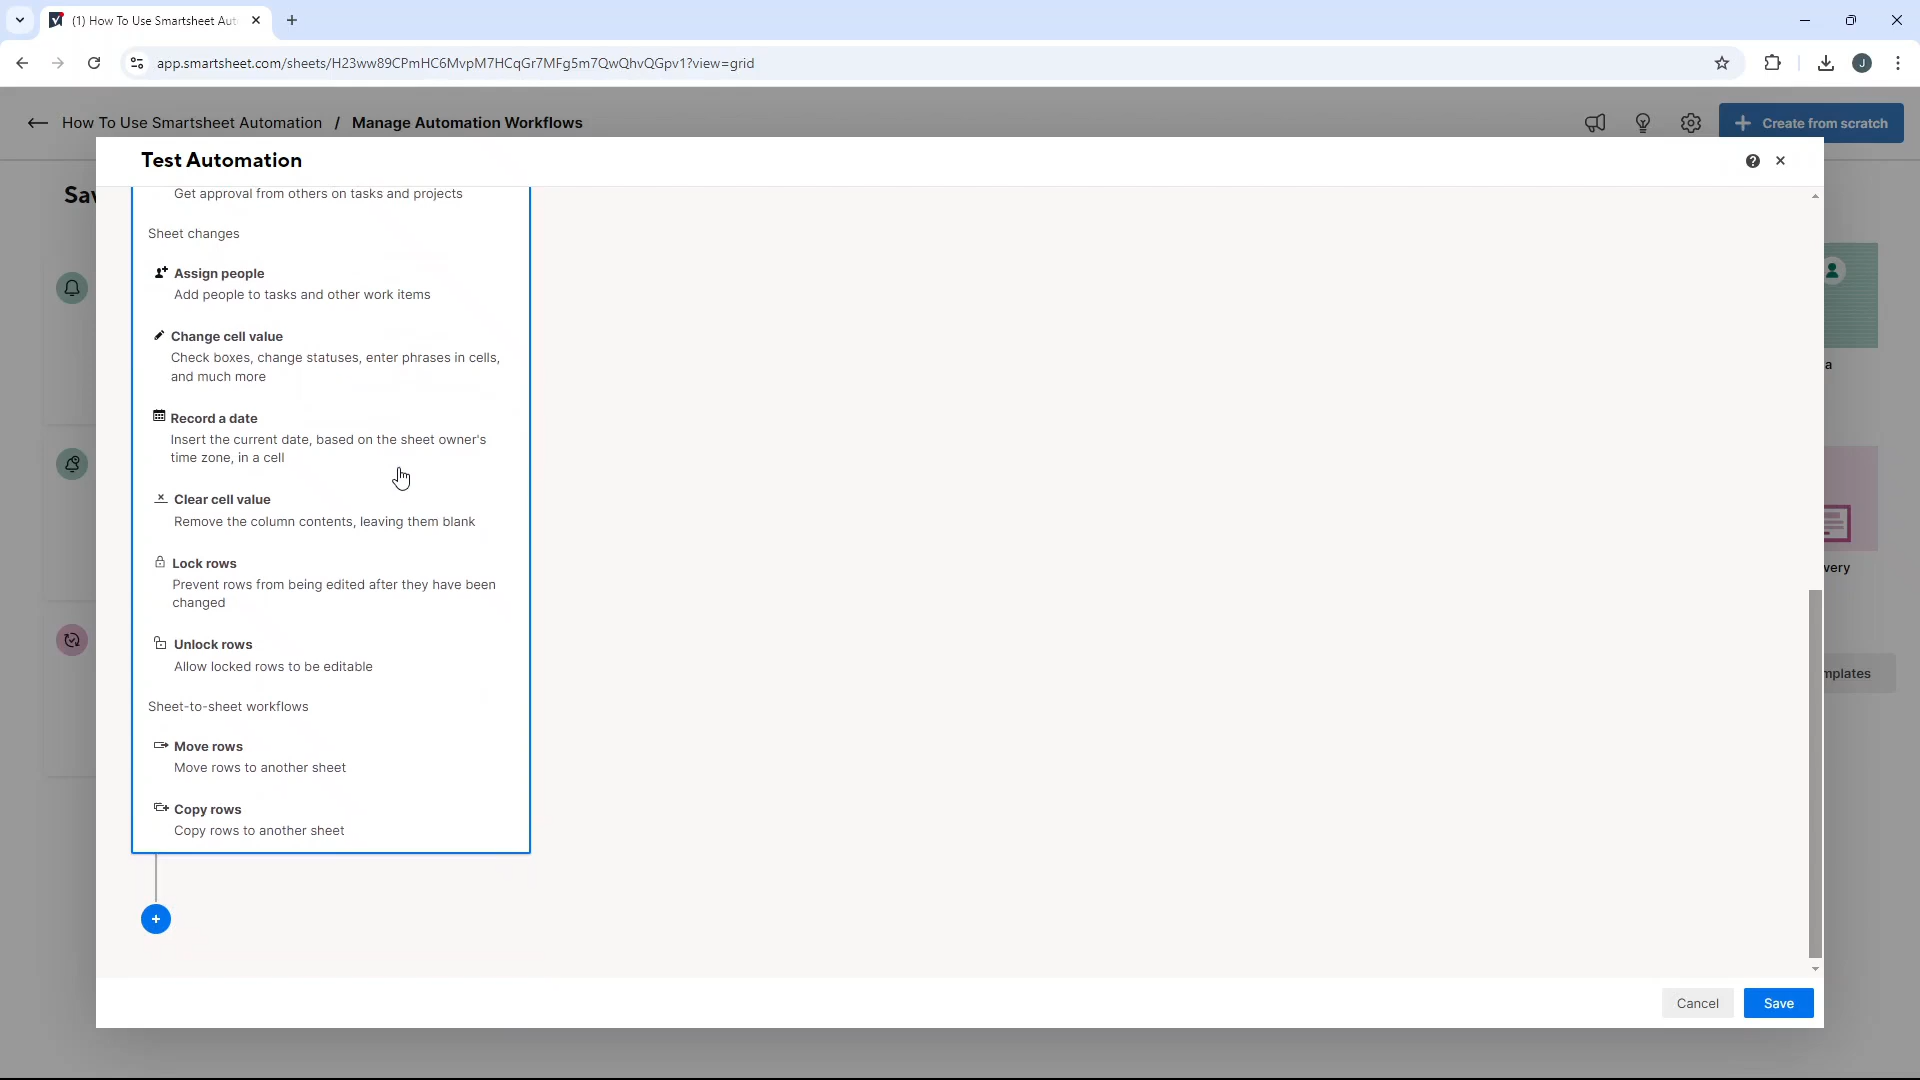 (1) How To Use Smartsheet Aut
app.smartsheet.com/sheets/H23ww89CPmHC6MvpM7HCqGr7MFg5m7QwQhvQGpv1?view=grid
J
How To Use Smartsheet Automation / Manage Automation Workflows
Create from scratch
Test Automation
Sav
Get approval from others on tasks and projects
Sheet changes
Assign people
Add people to tasks and other work items
Change cell value
Check boxes, change statuses, enter phrases in cells,
and much more
a
Record a date
Insert the current date, based on the sheet owner's
time zone, in a cell
Clear cell value
Remove the column contents, leaving them blank
Lock rows
Prevent rows from being edited after they have been
changed
very
Unlock rows
Allow locked rows to be editable
mplates
Sheet-to-sheet workflows
Move rows
Move rows to another sheet
Copy rows
Copy rows to another sheet
Cancel
Save